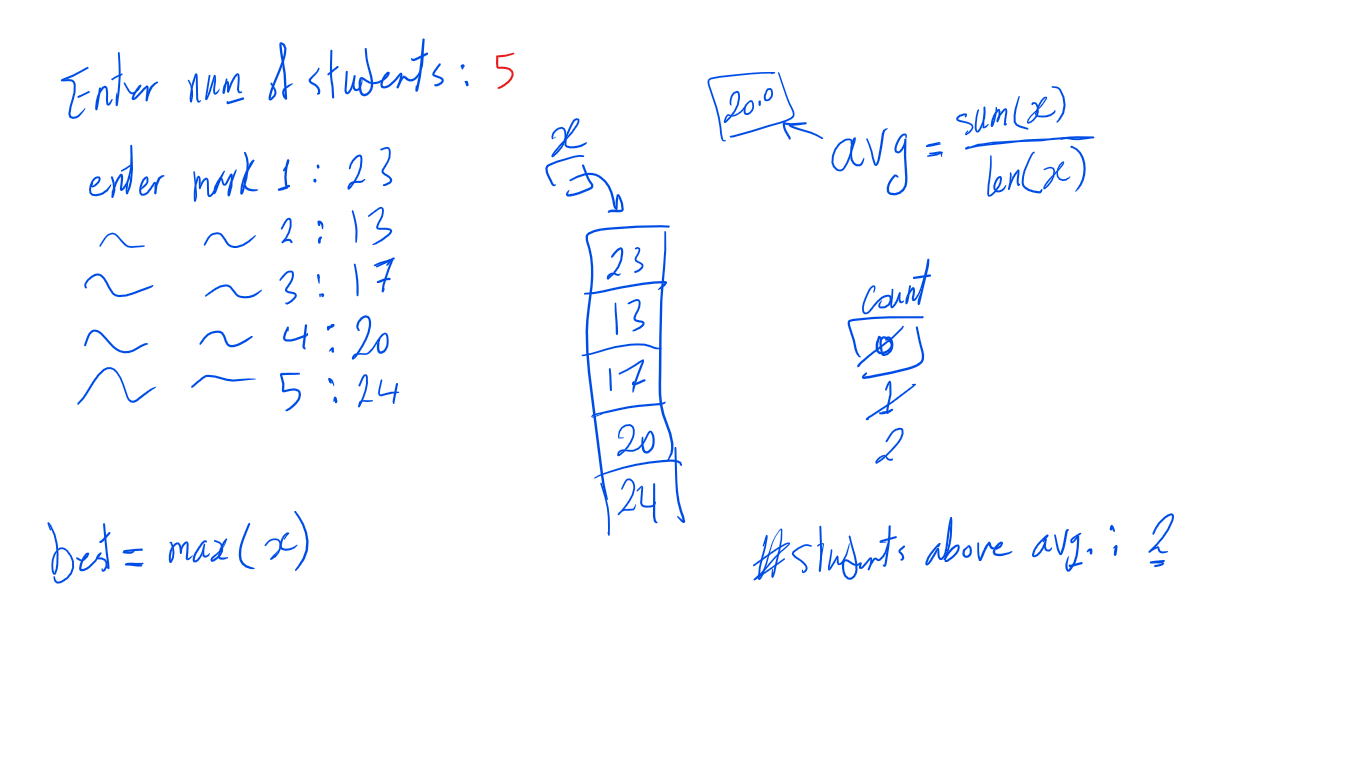 Enter num of students: 5
enter mark 1: 23
~ ~ 2: 13
~ ~ 3: 17
~ ~ 4: 20
~ ~ 5: 24
best = max(x)
x
23
13
17
20
24
20.0
avg = sum(x)
len(x)
count
0
1
2
#students above avg.: 2